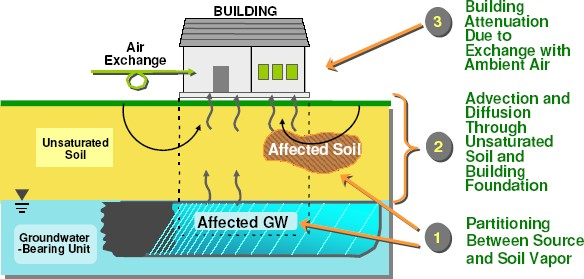 BUILDING
Air
Exchange
Unsaturated
Soil
Affected Soil
Affected GW
Groundwater
-Bearing Unit
3
Building
Attenuation
Due to
Exchange with
Ambient Air
2
Advection and
Diffusion
Through
Unsaturated
Soil and
Building
Foundation
1
Partitioning
Between Source
and Soil Vapor